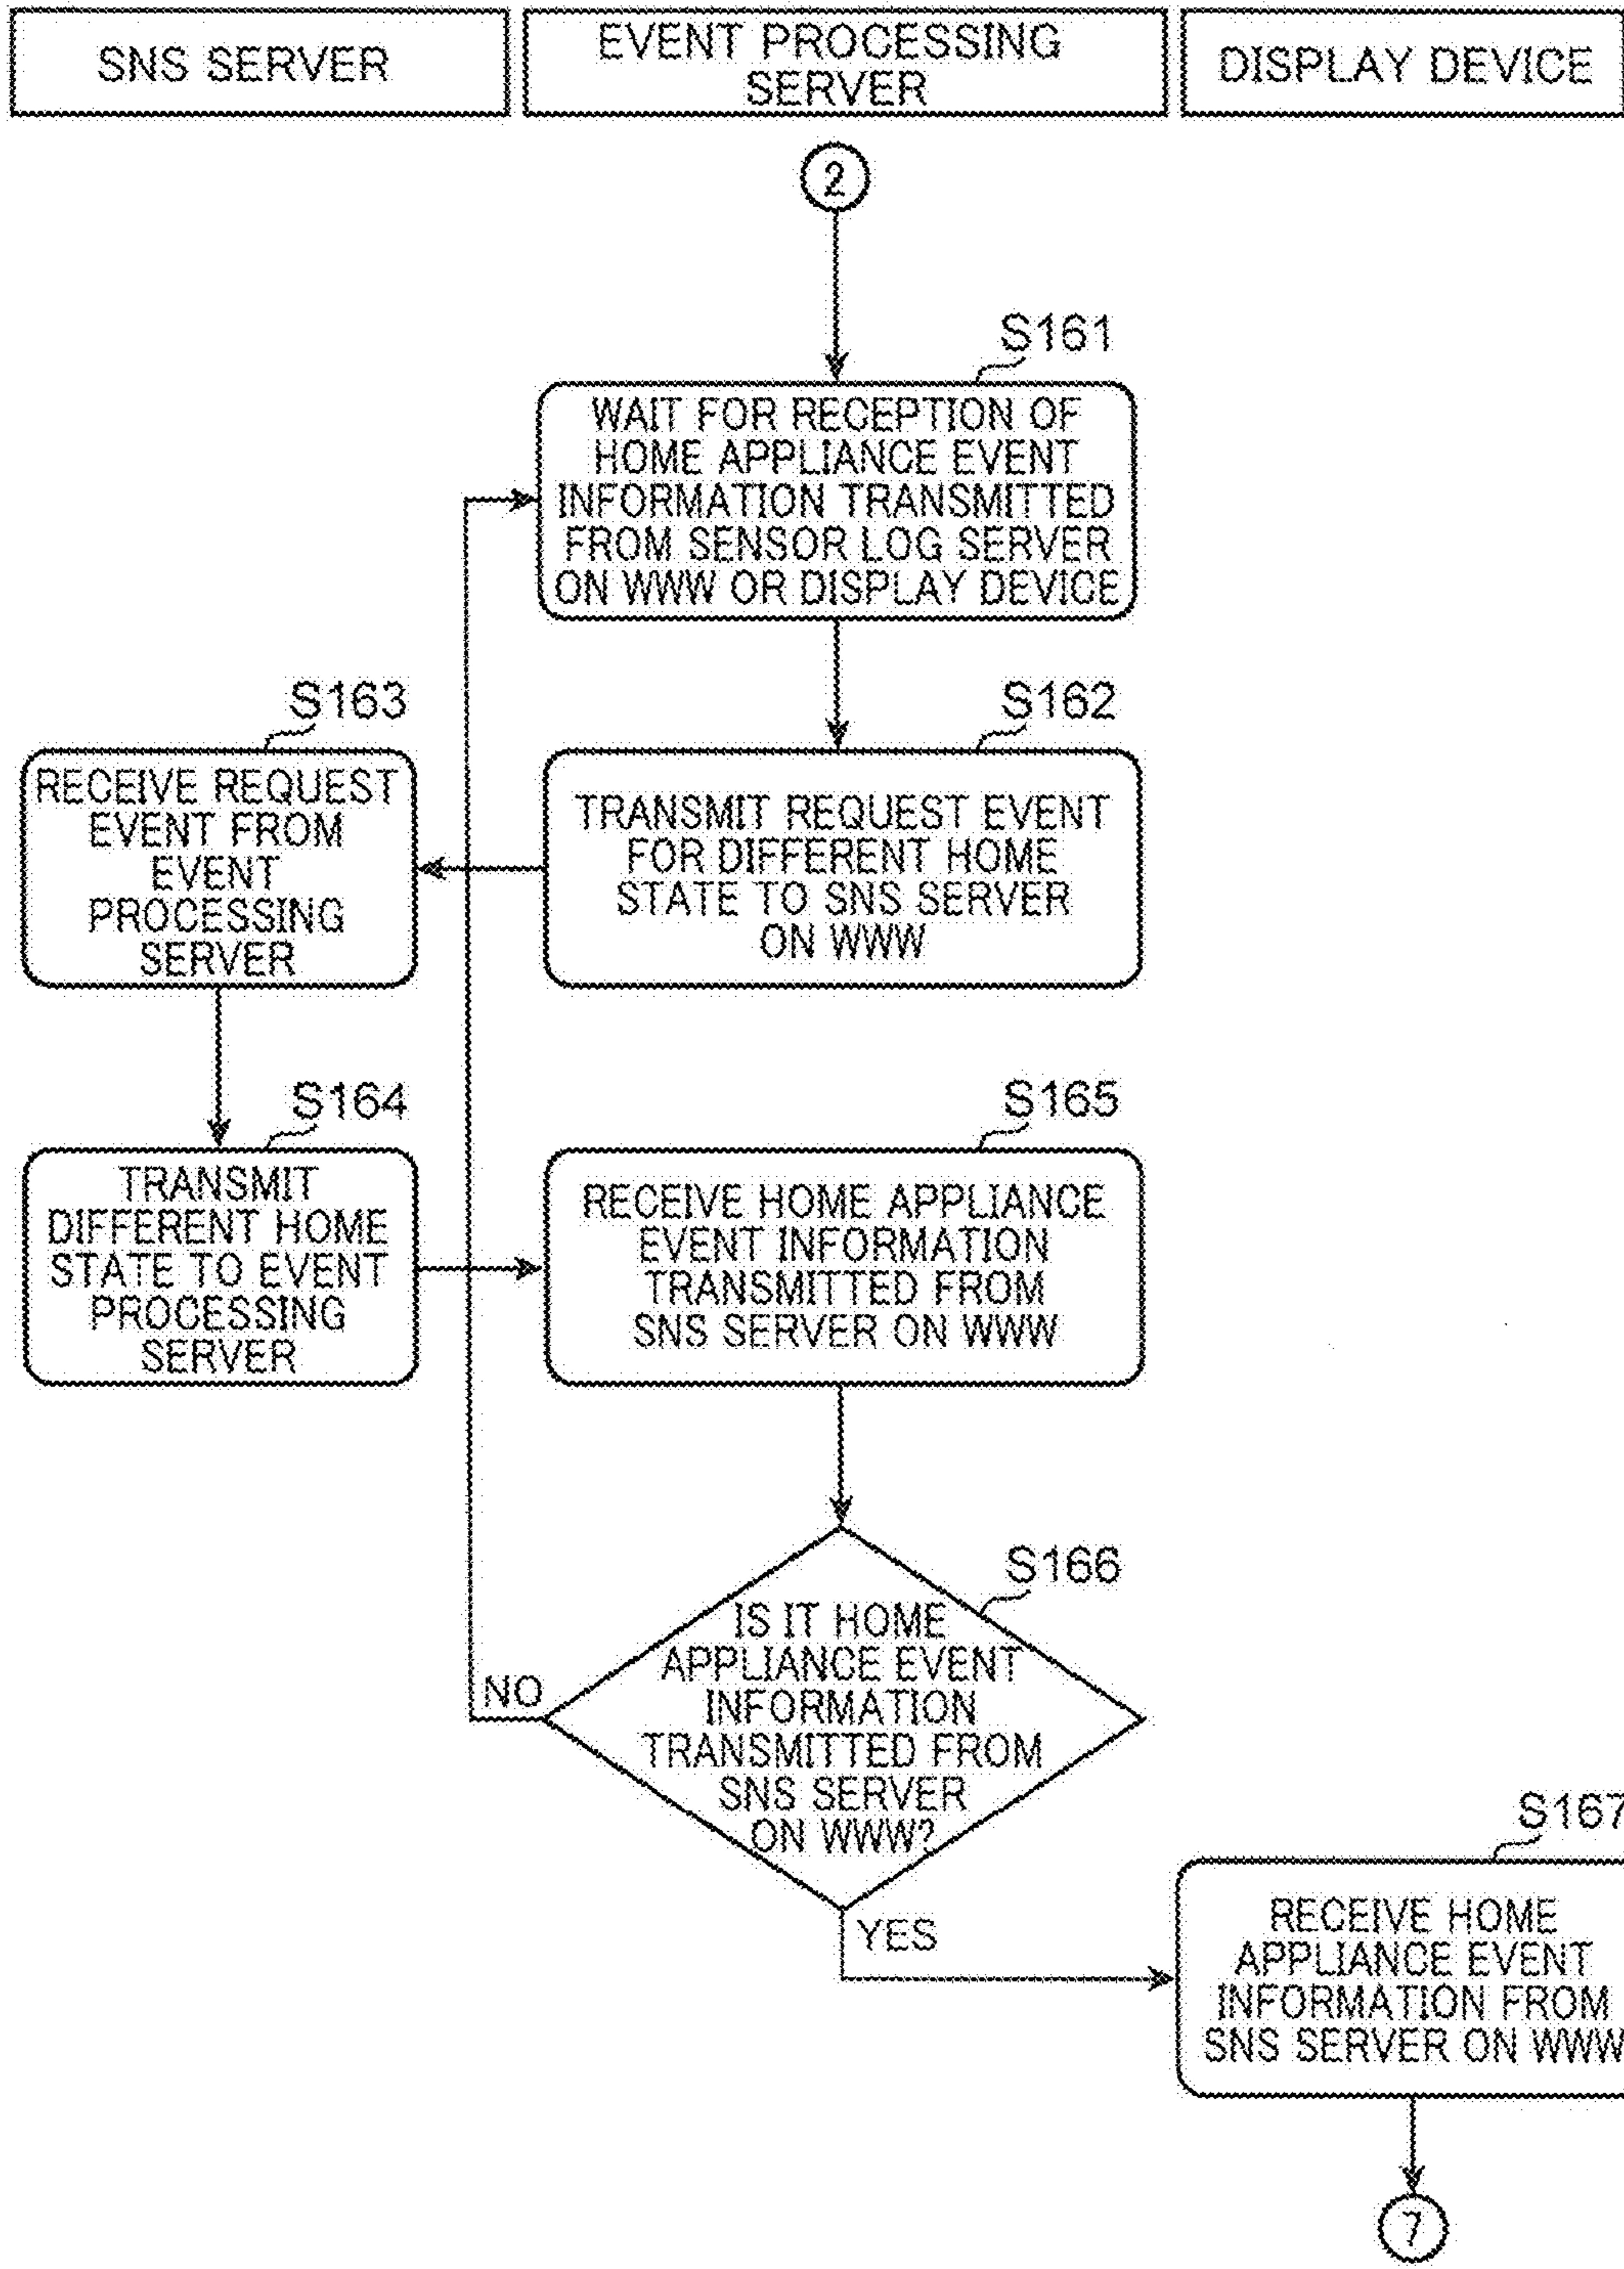 SNS SERVER
EVENT PROCESSING
SERVER
DISPLAY DEVICE
2
S161
WAIT FOR RECEPTION OF
HOME APPLIANCE EVENT
INFORMATION TRANSMITTED
FROM SENSOR LOG SERVER
ON WWW OR DISPLAY DEVICE
S163
RECEIVE REQUEST
EVENT FROM
EVENT
PROCESSING
SERVER
S162
TRANSMIT REQUEST EVENT
FOR DIFFERENT HOME
STATE TO SNS SERVER
ON WWW
S164
TRANSMIT
DIFFERENT HOME
STATE TO EVENT
PROCESSING
SERVER
S165
RECEIVE HOME APPLIANCE
EVENT INFORMATION
TRANSMITTED FROM
SNS SERVER ON WWW
S166
IS IT HOME
APPLIANCE EVENT
INFORMATION
TRANSMITTED FROM
SNS SERVER
ON WWW?
NO
YES
S167
RECEIVE HOME
APPLIANCE EVENT
INFORMATION FROM
SNS SERVER ON WWW
7